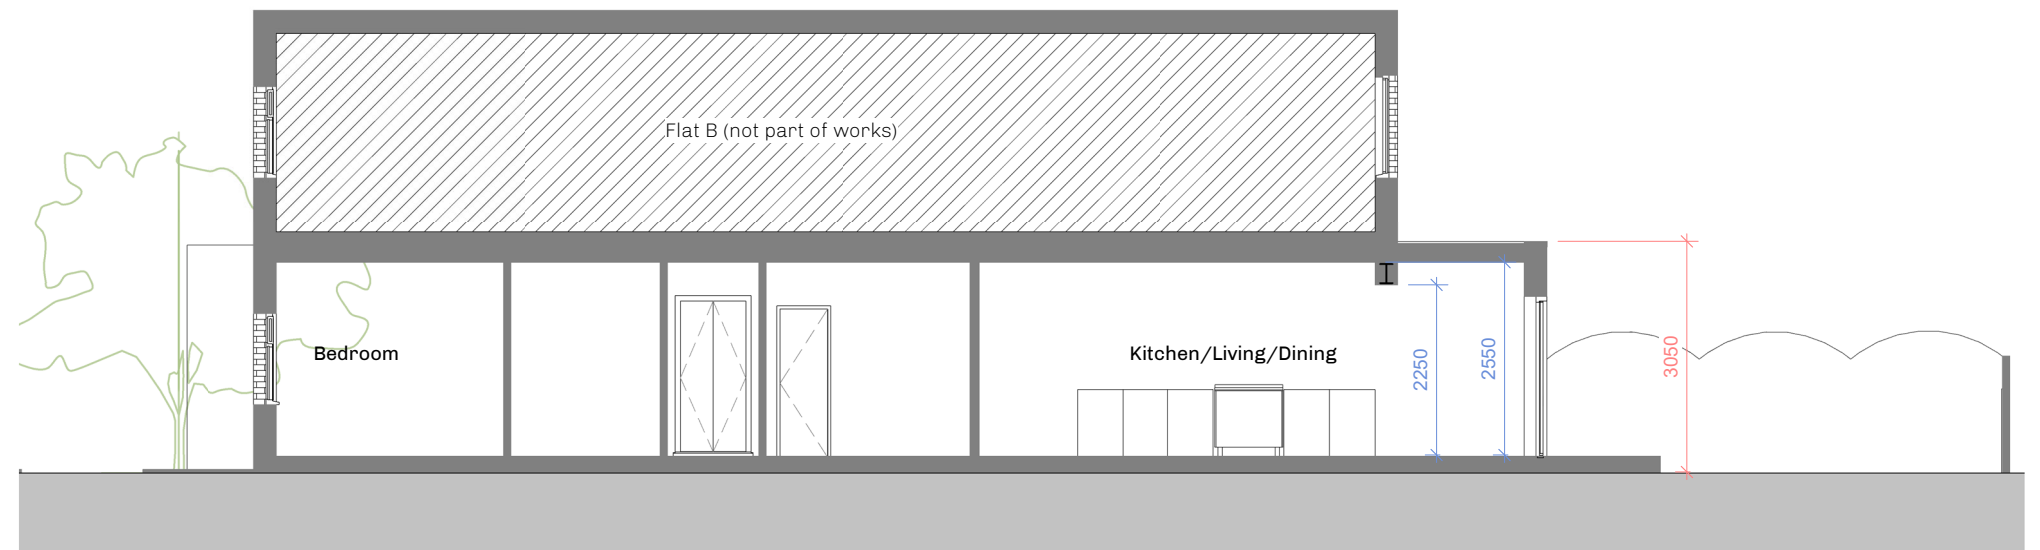 Flat B (not part of works)
Bedroom
Kitchen/Living/Dining
2250
2550
3050